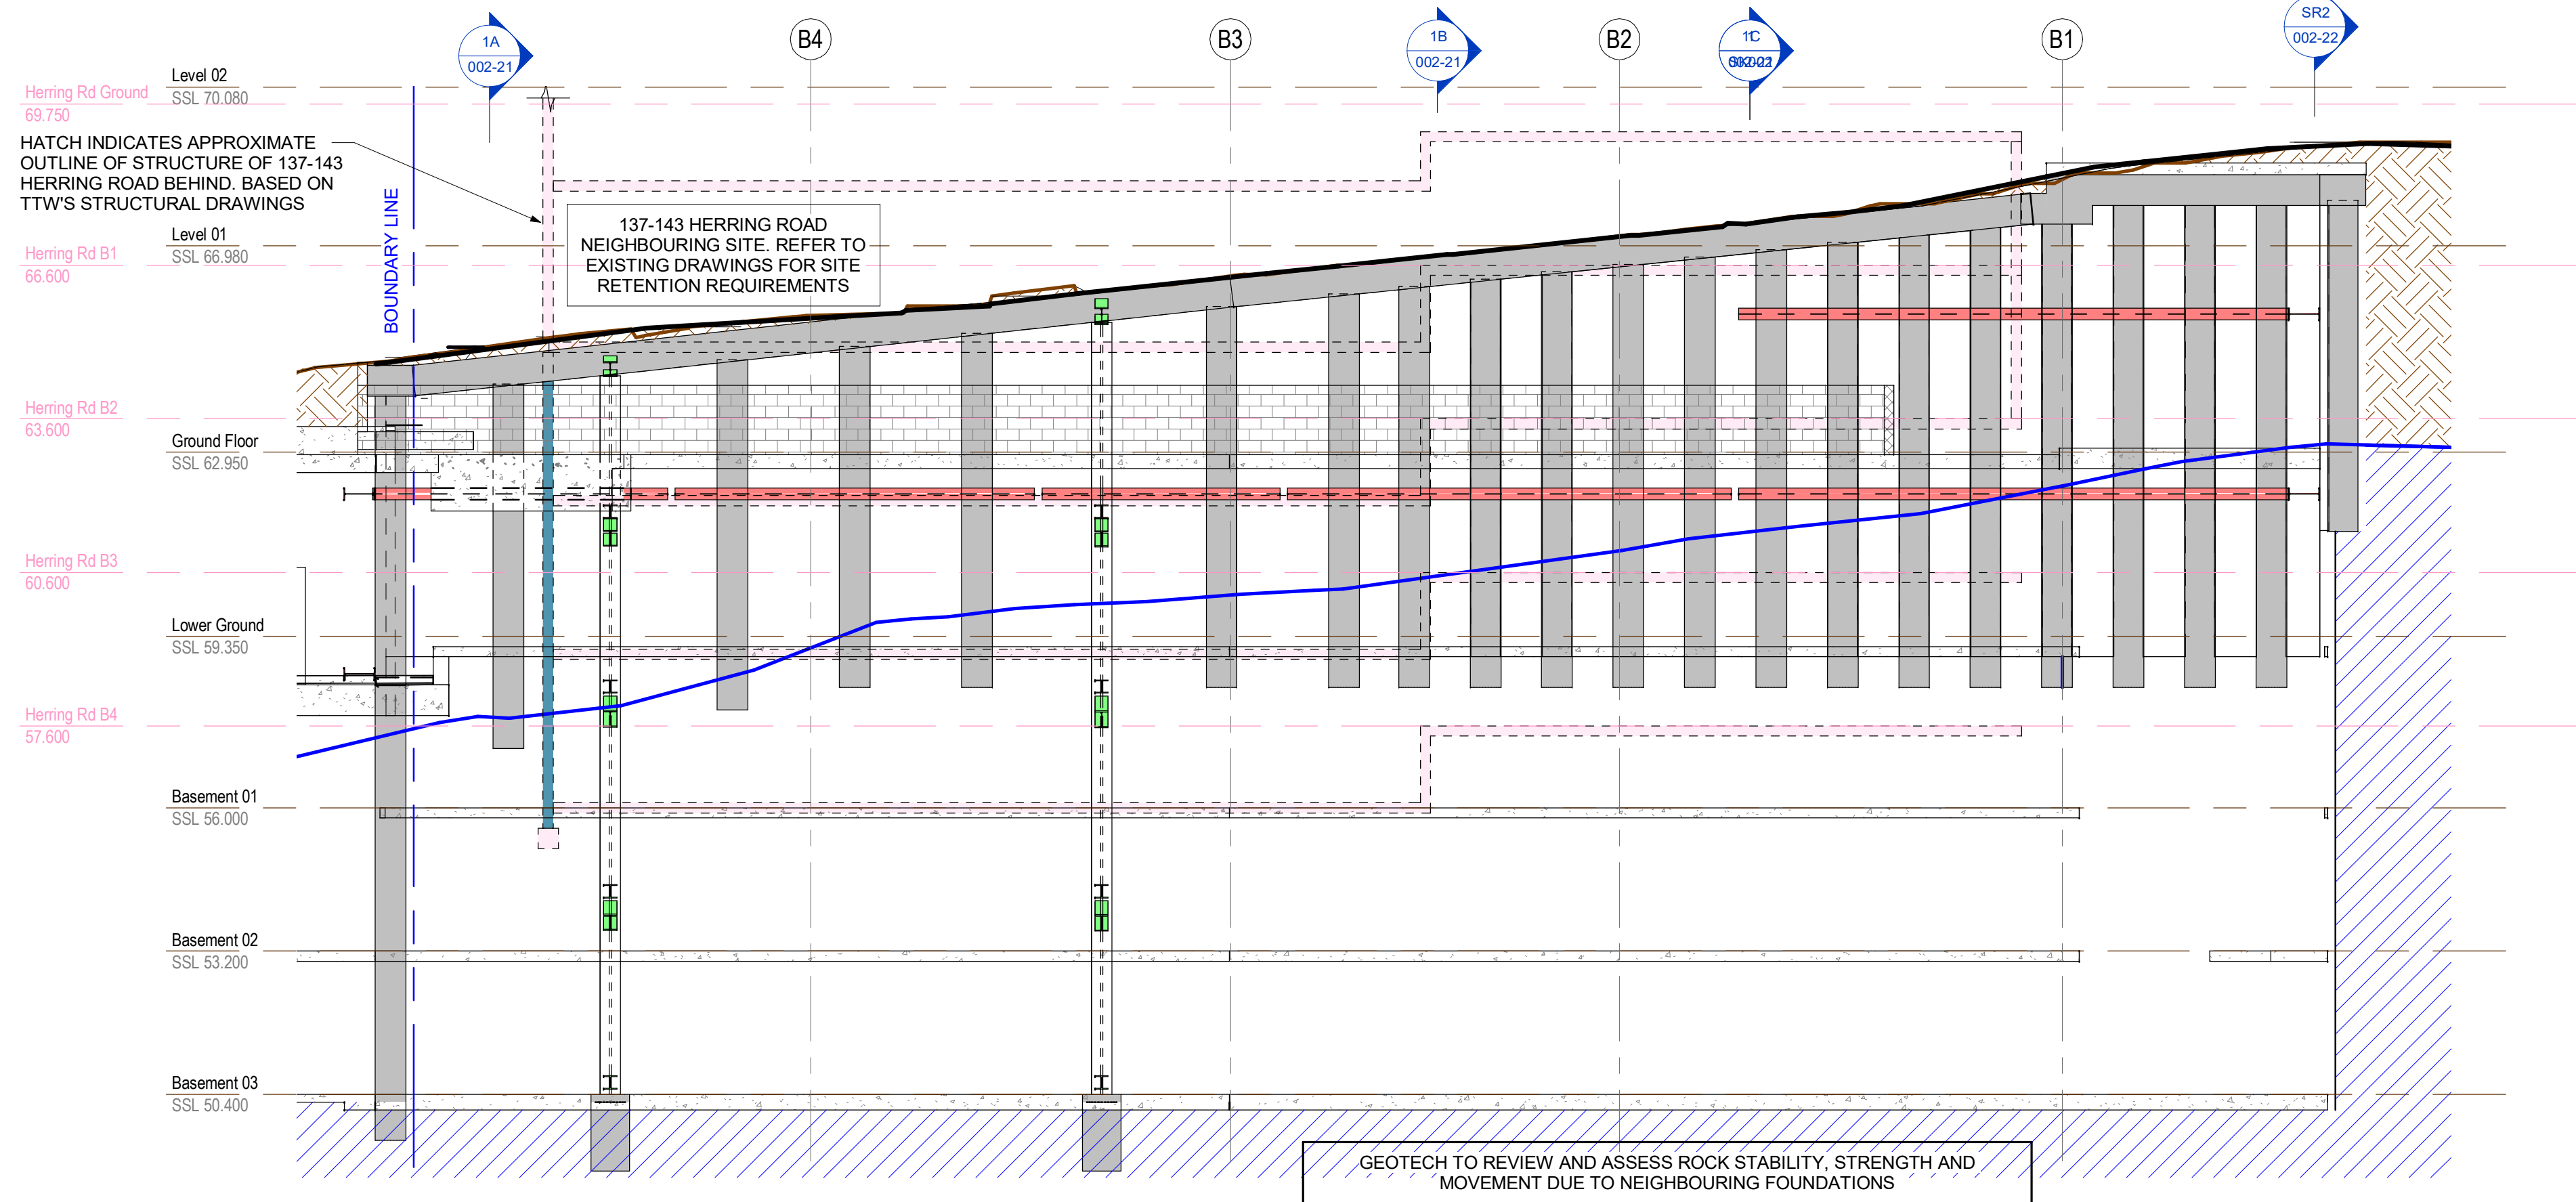 1A
002-21
B4
B3
1B
002-21
B2
B1
SR2
002-22
Level 02
SSL 70.080
Herring Rd Ground
69.750
HATCH INDICATES APPROXIMATE
OUTLINE OF STRUCTURE OF 137-143
HERRING ROAD BEHIND. BASED ON
TTW'S STRUCTURAL DRAWINGS
BOUNDARY LINE
137-143 HERRING ROAD
NEIGHBOURING SITE. REFER TO
EXISTING DRAWINGS FOR SITE
RETENTION REQUIREMENTS
Level 01
SSL 66.980
Herring Rd B1
66.600
Herring Rd B2
63.600
Ground Floor
SSL 62.950
Herring Rd B3
60.600
Lower Ground
SSL 59.350
Herring Rd B4
57.600
Basement 01
SSL 56.000
Basement 02
SSL 53.200
Basement 03
SSL 50.400
GEOTECH TO REVIEW AND ASSESS ROCK STABILITY, STRENGTH AND
MOVEMENT DUE TO NEIGHBOURING FOUNDATIONS